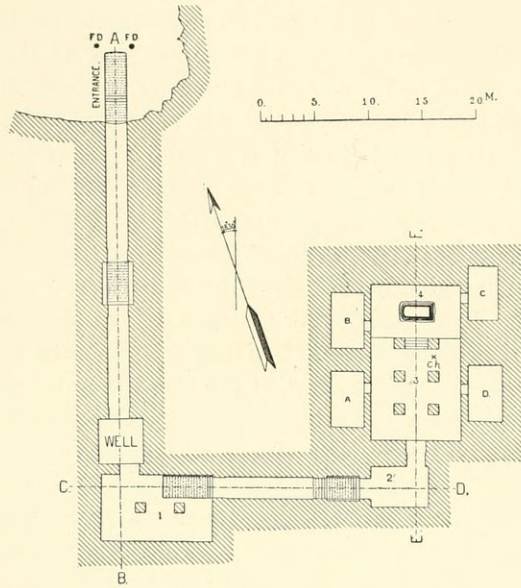 FD A FD
ENTRANCE.
0. 5. 10. 15 20 M.
F.
4
C
B.
ch
3
A
D.
WELL
C.
2'
D.
1
E
B.